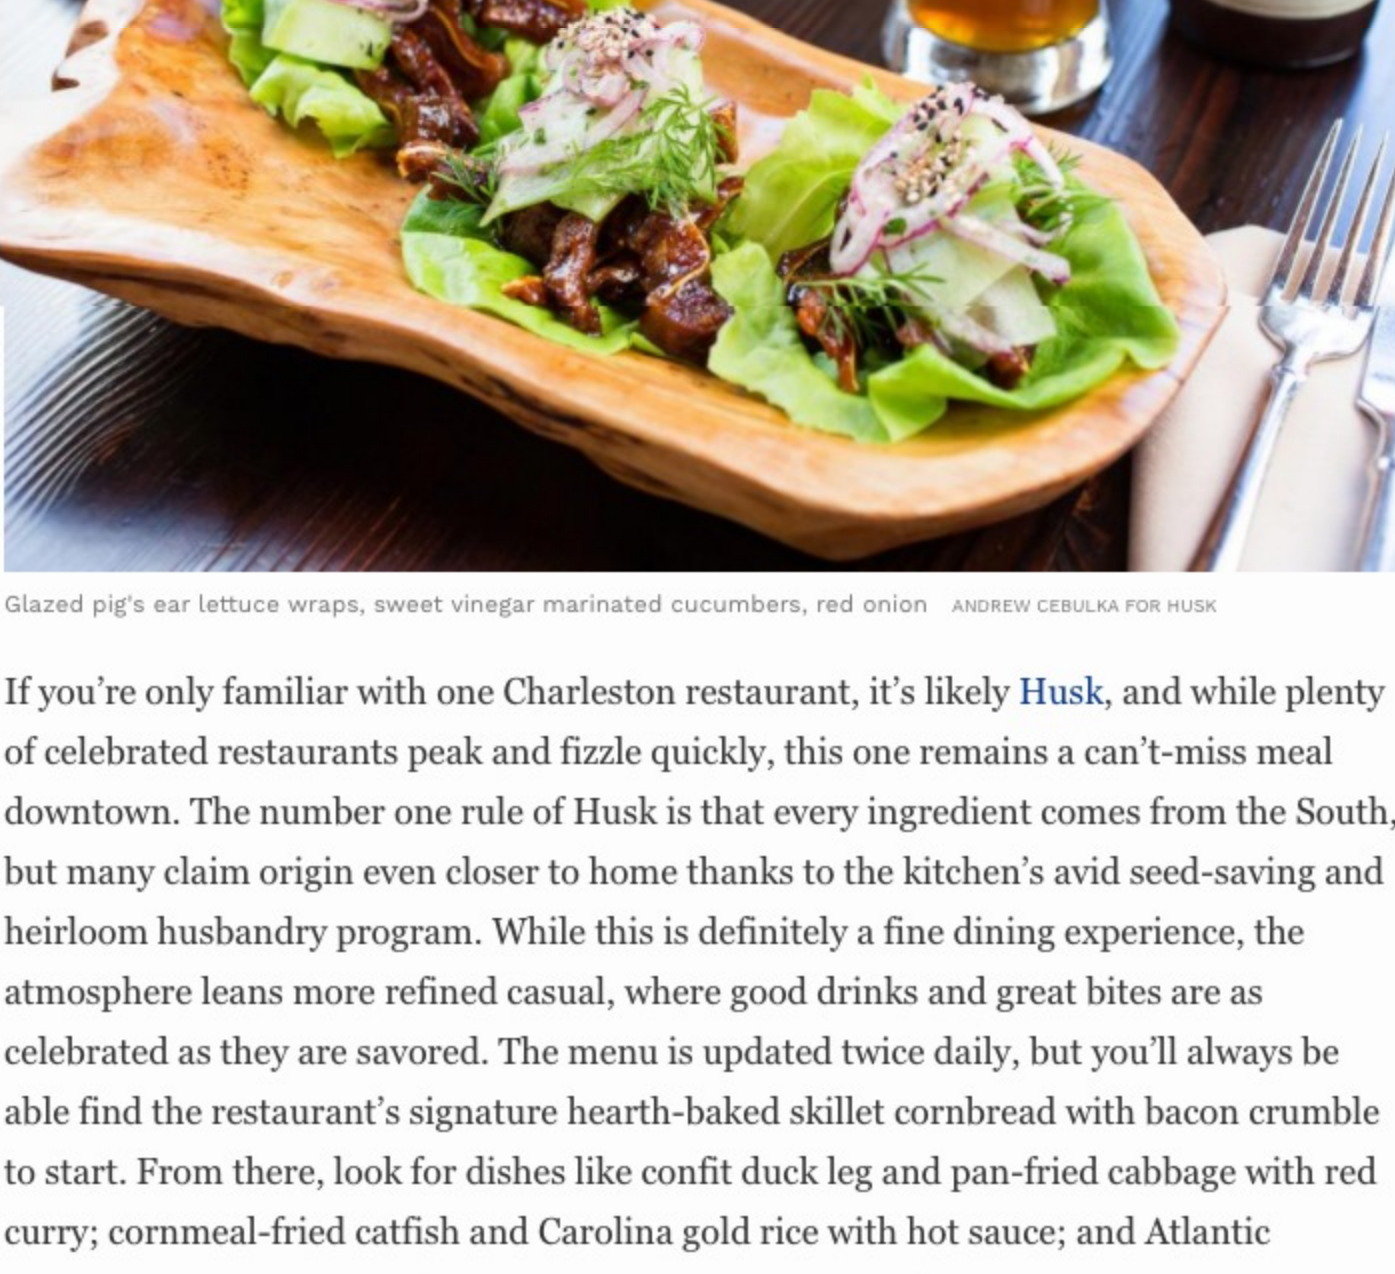 Glazed pig's ear lettuce wraps, sweet vinegar marinated cucumbers, red onion ANDREW CEBULKA FOR HUSK
If you’re only familiar with one Charleston restaurant, it’s likely Husk, and while plenty
of celebrated restaurants peak and fizzle quickly, this one remains a can’t-miss meal
downtown. The number one rule of Husk is that every ingredient comes from the South,
but many claim origin even closer to home thanks to the kitchen’s avid seed-saving and
heirloom husbandry program. While this is definitely a fine dining experience, the
atmosphere leans more refined casual, where good drinks and great bites are as
celebrated as they are savored. The menu is updated twice daily, but you’ll always be
able find the restaurant’s signature hearth-baked skillet cornbread with bacon crumble
to start. From there, look for dishes like confit duck leg and pan-fried cabbage with red
curry; cornmeal-fried catfish and Carolina gold rice with hot sauce; and Atlantic